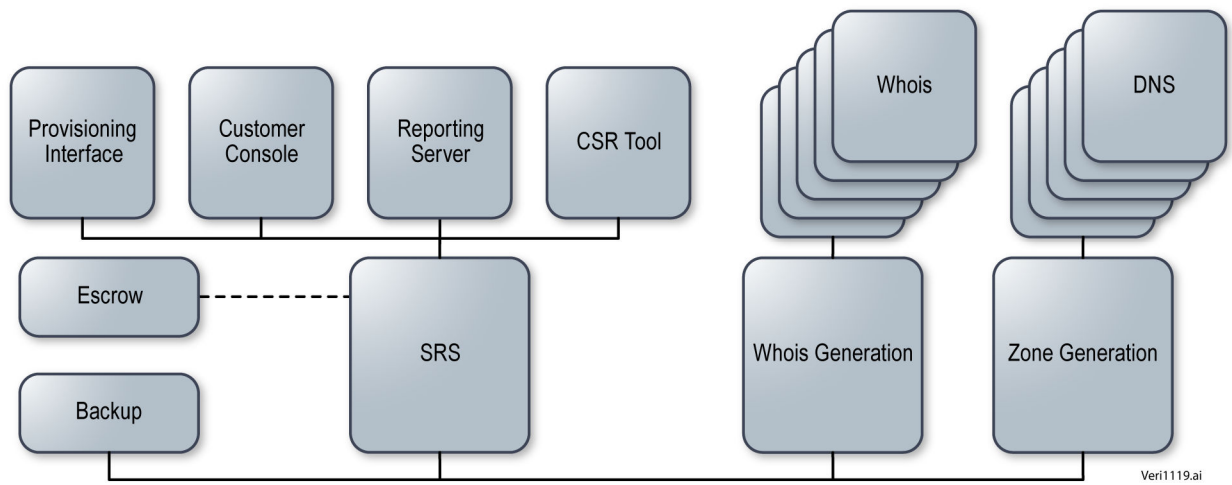 Provisioning
Interface
Customer
Console
Reporting
Server
CSR Tool
Whois
DNS
Escrow
SRS
Whois Generation
Zone Generation
Backup
Veri1119.ai